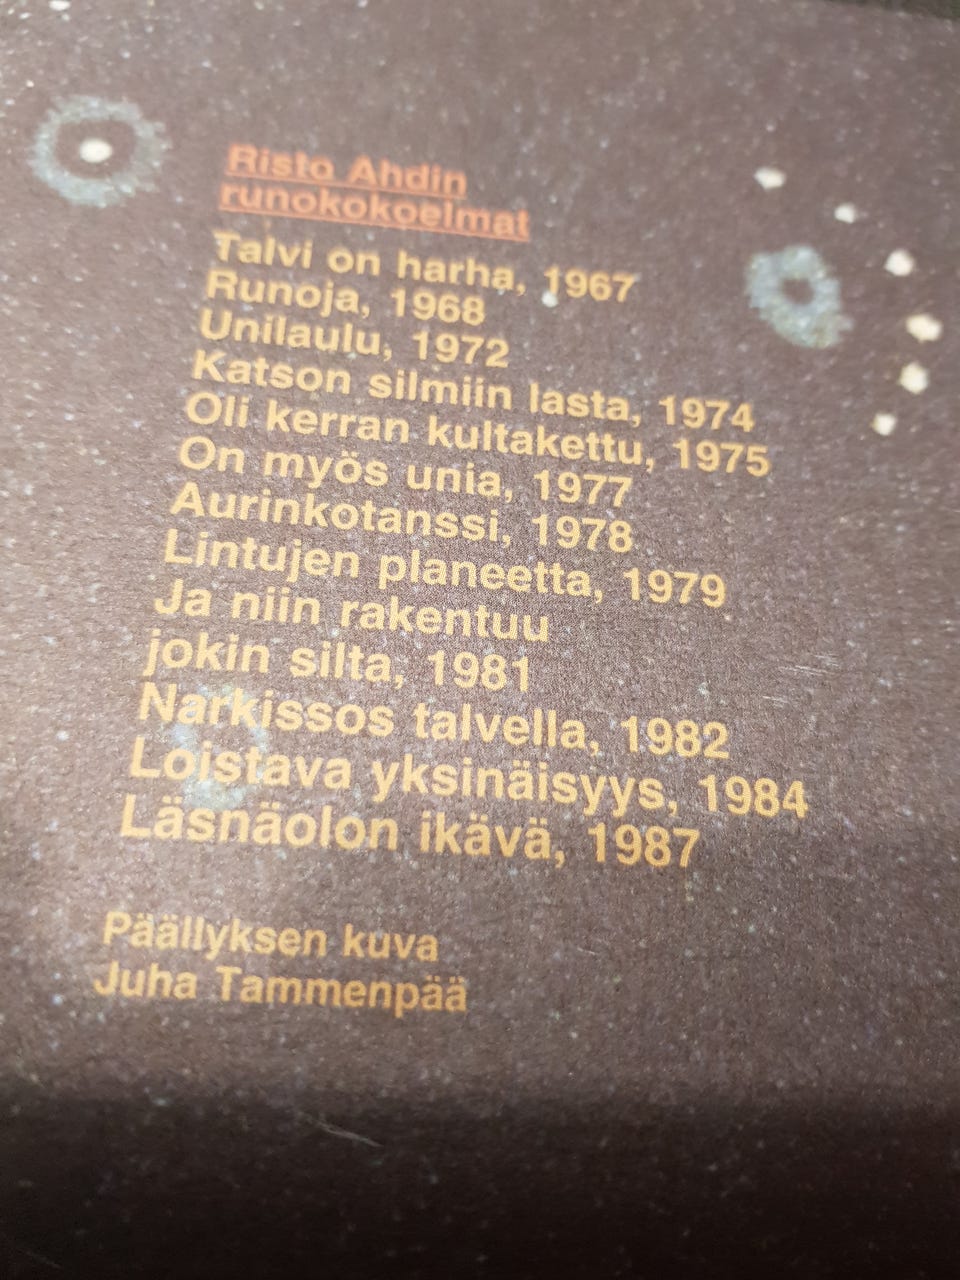 Risto Ahdin
runokokoelmat
Talvi on harha, 1967
Runoja, 1968
Unilaulu, 1972
Katson silmiin lasta, 1974
Oli kerran kultakettu, 1975
On myös unia, 1977
Aurinkotanssi, 1978
Lintujen planeetta, 1979
Ja niin rakentuu
jokin silta, 1981
Narkissos talvella, 1982
Loistava yksinäisyys, 1984
Läsnäolon ikävä, 1987
Päällyksen kuva
Juha Tammenpää